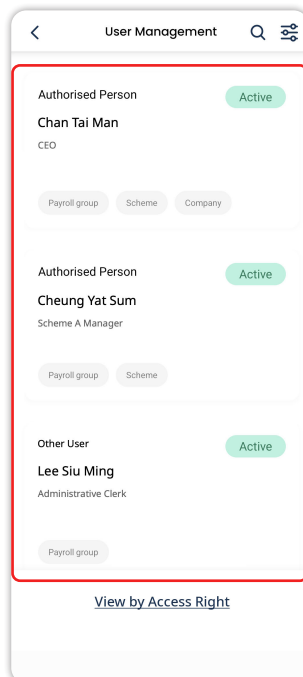 User Management
Authorised Person
Active
Chan Tai Man
CEO
Payroll group Scheme Company
Authorised Person
Active
Cheung Yat Sum
Scheme A Manager
Payroll group Scheme
Other User
Active
Lee Siu Ming
Administrative Clerk
Payroll group
View by Access Right